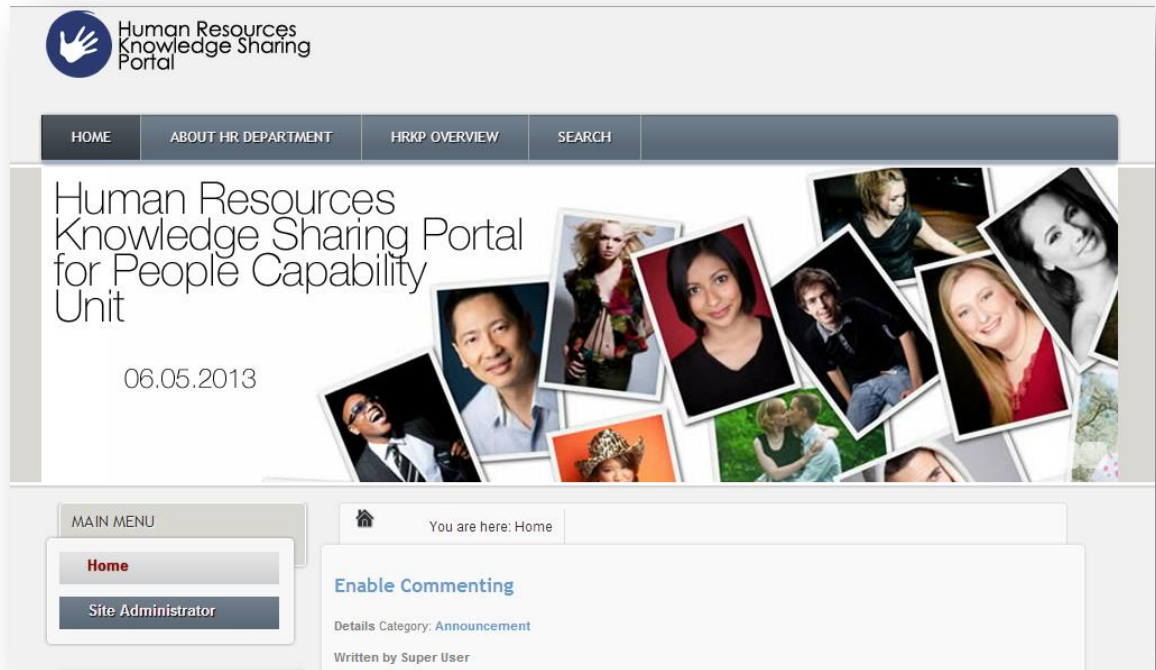 Human Resources
Knowledge Sharing
Portal
HOME ABOUT HR DEPARTMENT HRKP OVERVIEW SEARCH
Human Resources
Knowledge Sharing Portal
for People Capability
Unit
06.05.2013
MAIN MENU
You are here: Home
Home
Site Administrator
Enable Commenting
Details Category: Announcement
Written by Super User